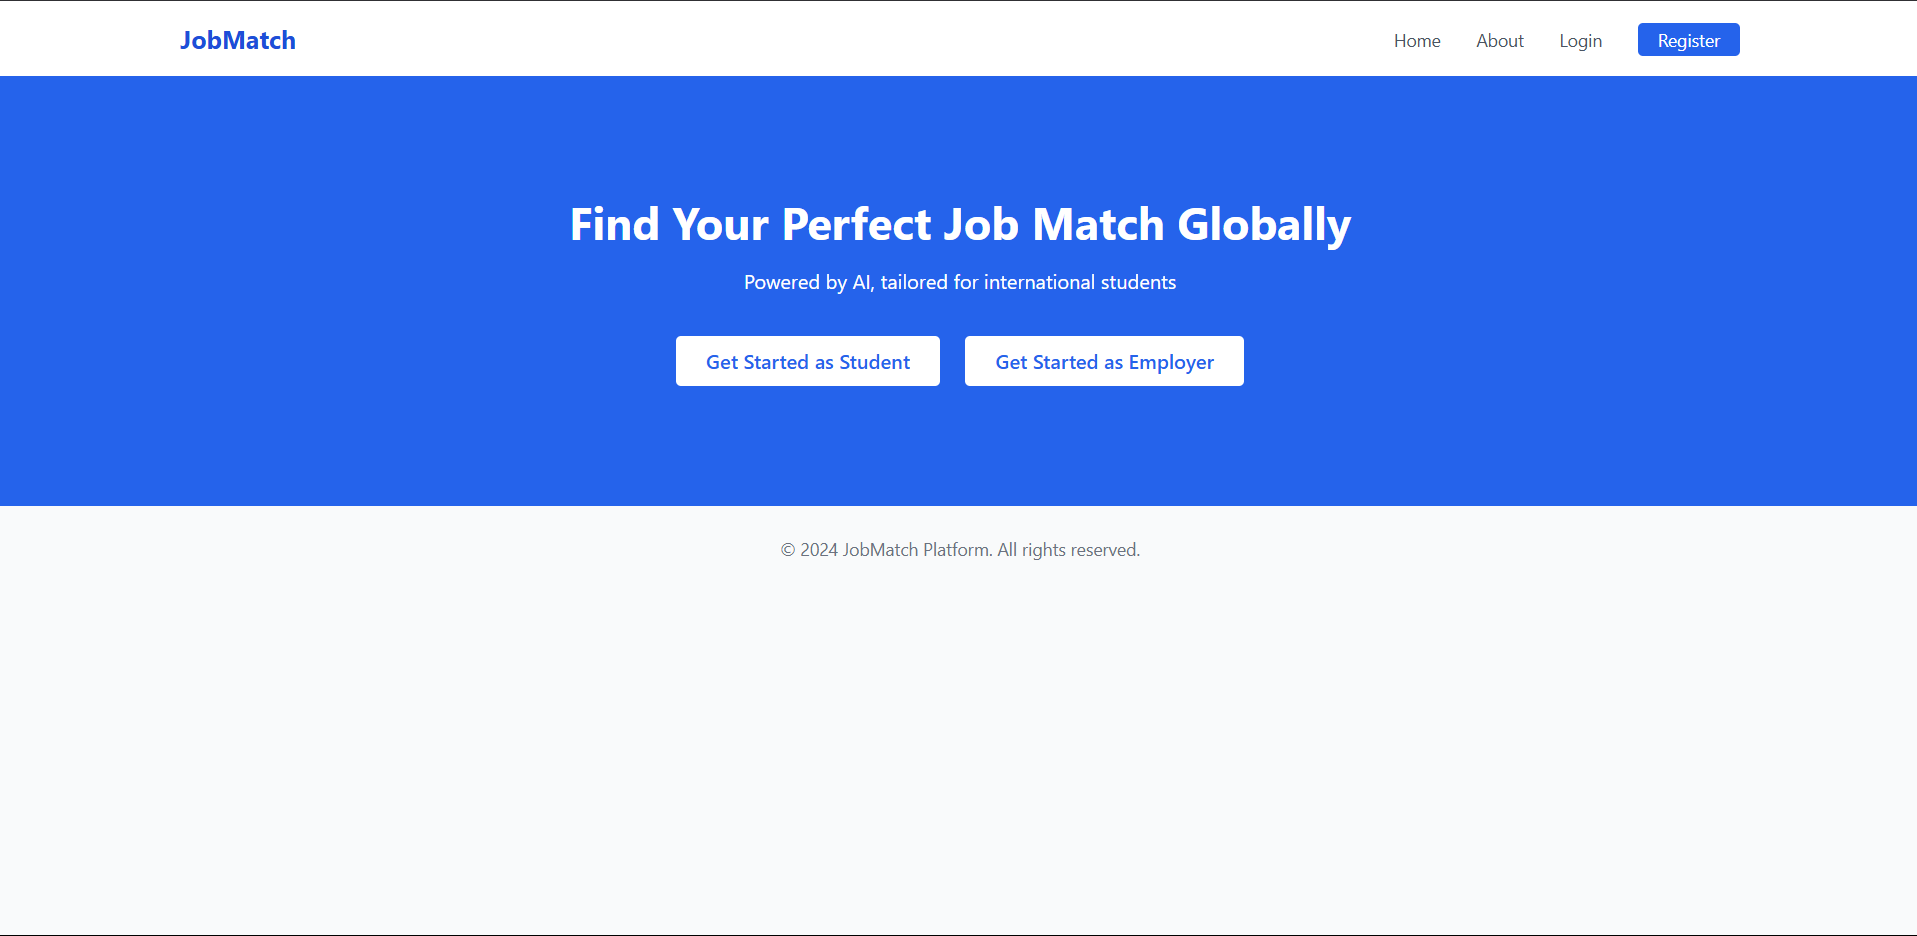 JobMatch
Home About Login Register
Find Your Perfect Job Match Globally
Powered by AI, tailored for international students
Get Started as Student Get Started as Employer
© 2024 JobMatch Platform. All rights reserved.